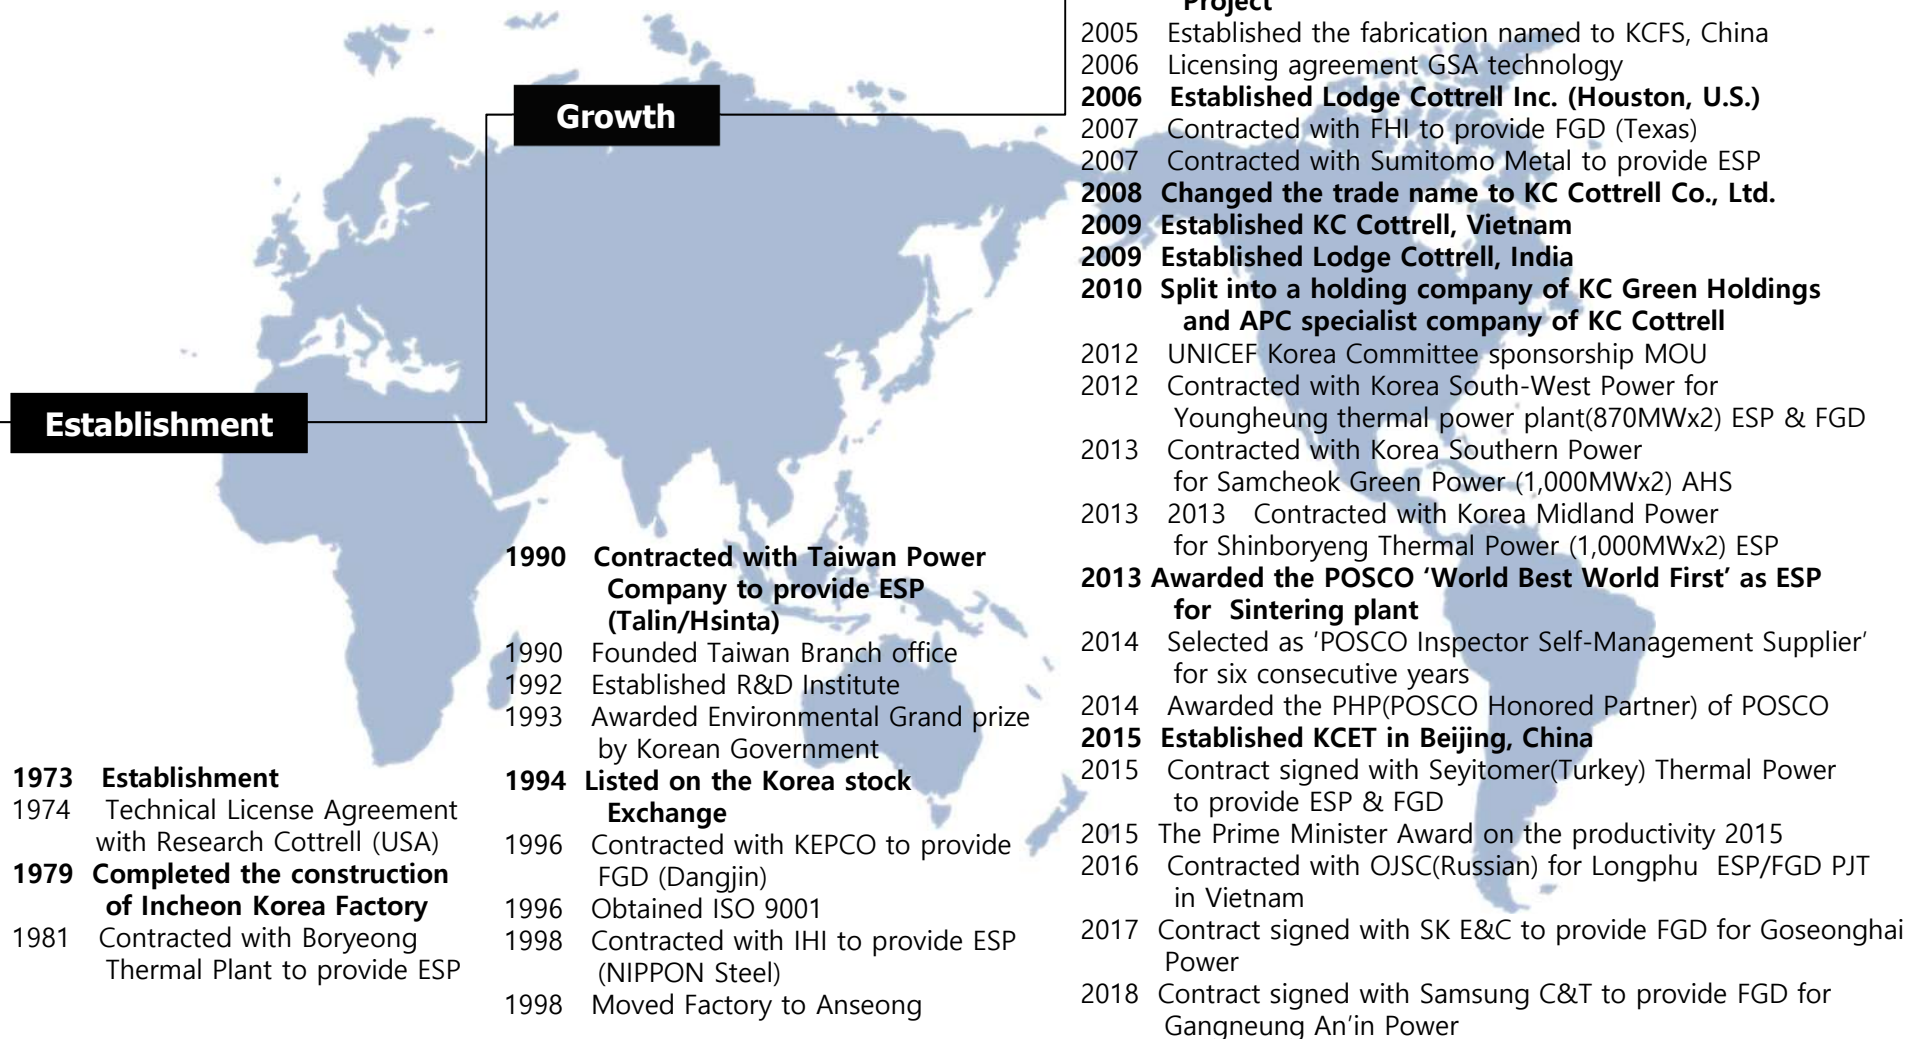 Establishment
1973 Establishment
1974 Technical License Agreement
with Research Cottrell (USA)
1979 Completed the construction
of Incheon Korea Factory
1981 Contracted with Boryeong
Thermal Plant to provide ESP
Growth
1990 Contracted with Taiwan Power
Company to provide ESP
(Talin/Hsinta)
1990 Founded Taiwan Branch office
1992 Established R&D Institute
1993 Awarded Environmental Grand prize
by Korean Government
1994 Listed on the Korea stock
Exchange
1996 Contracted with KEPCO to provide
FGD (Dangjin)
1996 Obtained ISO 9001
1998 Contracted with IHI to provide ESP
(NIPPON Steel)
1998 Moved Factory to Anseong
Project
2005 Established the fabrication named to KCFS, China
2006 Licensing agreement GSA technology
2006 Established Lodge Cottrell Inc. (Houston, U.S.)
2007 Contracted with FHI to provide FGD (Texas)
2007 Contracted with Sumitomo Metal to provide ESP
2008 Changed the trade name to KC Cottrell Co., Ltd.
2009 Established KC Cottrell, Vietnam
2009 Established Lodge Cottrell, India
2010 Split into a holding company of KC Green Holdings
and APC specialist company of KC Cottrell
2012 UNICEF Korea Committee sponsorship MOU
2012 Contracted with Korea South-West Power for
Youngheung thermal power plant(870MWx2) ESP & FGD
2013 Contracted with Korea Southern Power
for Samcheok Green Power (1,000MWx2) AHS
2013 2013 Contracted with Korea Midland Power
for Shinboryeng Thermal Power (1,000MWx2) ESP
2013 Awarded the POSCO ‘World Best World First’ as ESP
for Sintering plant
2014 Selected as ‘POSCO Inspector Self-Management Supplier’
for six consecutive years
2014 Awarded the PHP(POSCO Honored Partner) of POSCO
2015 Established KCET in Beijing, China
2015 Contract signed with Seyitomer(Turkey) Thermal Power
to provide ESP & FGD
2015 The Prime Minister Award on the productivity 2015
2016 Contracted with OJSC(Russian) for Longphu ESP/FGD PJT
in Vietnam
2017 Contract signed with SK E&C to provide FGD for Goseonghai
Power
2018 Contract signed with Samsung C&T to provide FGD for
Gangneung An’in Power